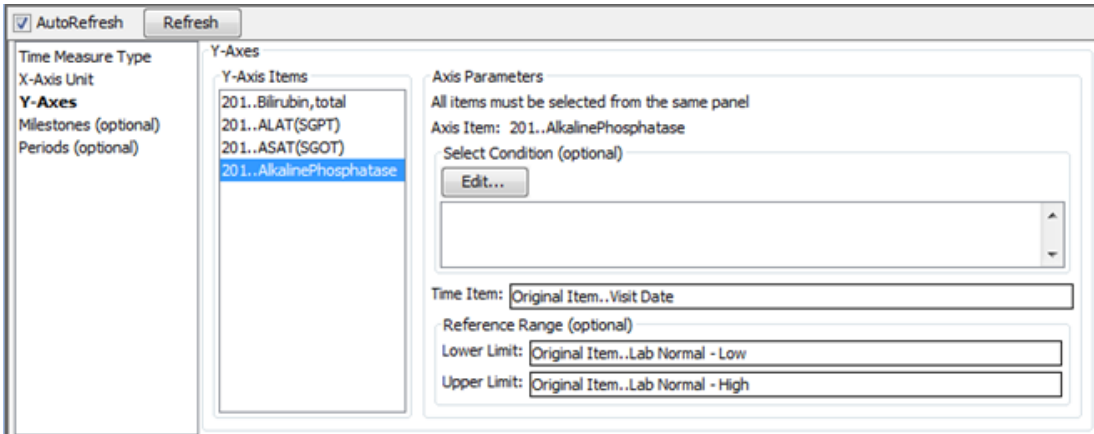 AutoRefresh Refresh
Time Measure Type
X-Axis Unit
Y-Axes
Milestones (optional)
Periods (optional)
Y-Axes
Y-Axis Items
201..Bilirubin,total
201..ALAT(SGPT)
201..ASAT(SGOT)
201..AlkalinePhosphatase
Axis Parameters
All items must be selected from the same panel
Axis Item: 201..AlkalinePhosphatase
Select Condition (optional)
Edit...
Time Item: Original Item..Visit Date
Reference Range (optional)
Lower Limit: Original Item..Lab Normal - Low
Upper Limit: Original Item..Lab Normal - High